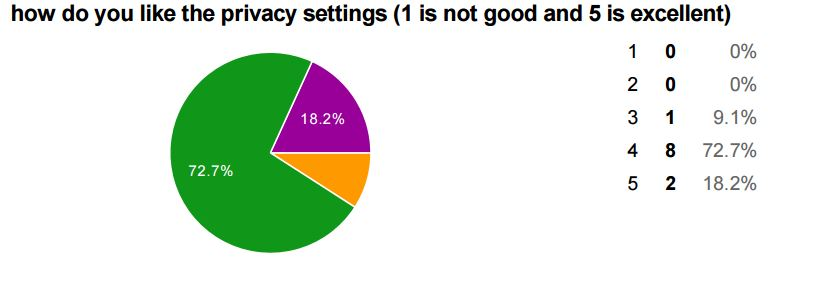 how do you like the privacy settings (1 is not good and 5 is excellent)
1 0 0%
2 0 0%
3 1 9.1%
4 8 72.7%
5 2 18.2%
18.2%
72.7%